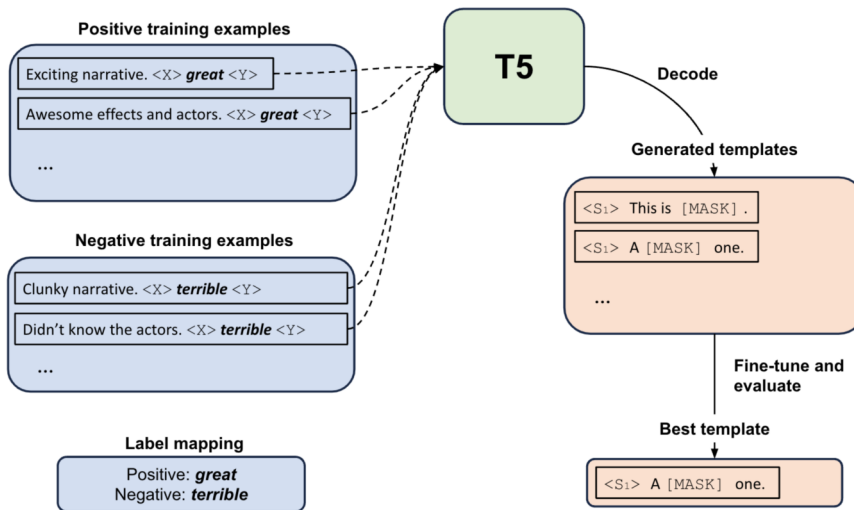 Positive training examples
Exciting narrative. <X> great <Y>
Awesome effects and actors. <X> great <Y>
...
Negative training examples
Clunky narrative. <X> terrible <Y>
Didn't know the actors. <X> terrible <Y>
...
Label mapping
Positive: great
Negative: terrible
T5
Decode
Generated templates
<S₁> This is [MASK] .
<S₁> A [MASK] one.
...
Fine-tune and
evaluate
Best template
<S₁> A [MASK] one.